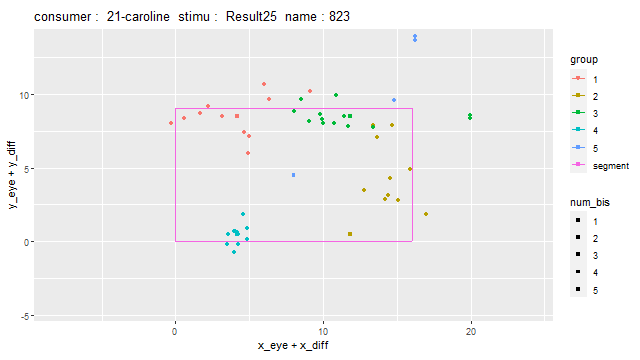 consumer : 21-caroline stimu : Result25 name : 823
10
5
0
-5
0
10
20
x_eye + x_diff
y_eye + y_diff
group
1
2
3
4
5
segment
num_bis
1
2
3
4
5